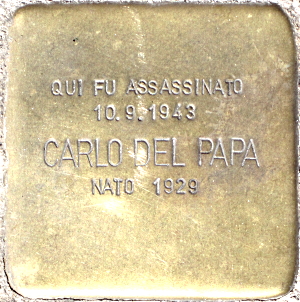 QUI FU ASSASSINATO
10.9.1943
CARLO DEL PAPA
NATO 1929